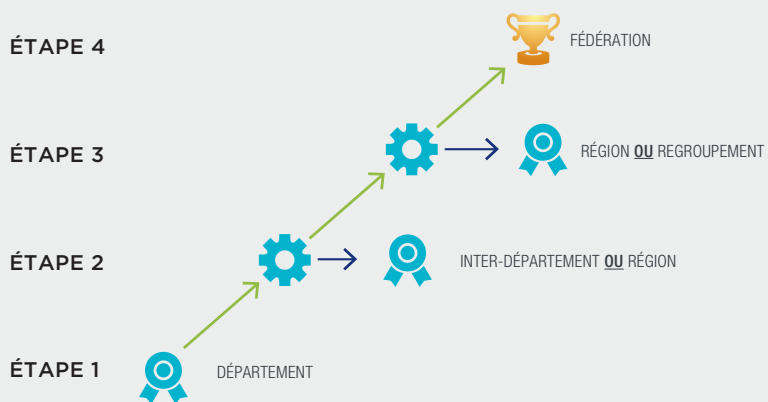 ÉTAPE 4
FÉDÉRATION
ÉTAPE 3
RÉGION OU REGROUPEMENT
ÉTAPE 2
INTER-DÉPARTEMENT OU RÉGION
ÉTAPE 1
DÉPARTEMENT